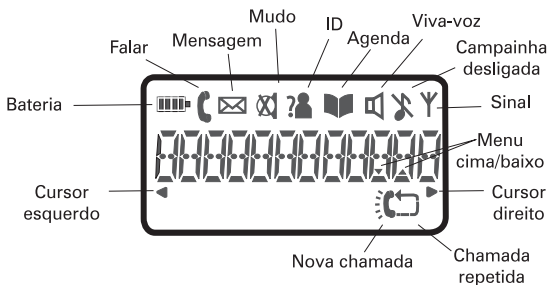 Mudo
ID
Viva-voz
Falar
Mensagem
Agenda
Campainha
desligada
Bateria
Sinal
Menu
cima/baixo
Cursor
esquerdo
Cursor
direito
Nova chamada
Chamada
repetida